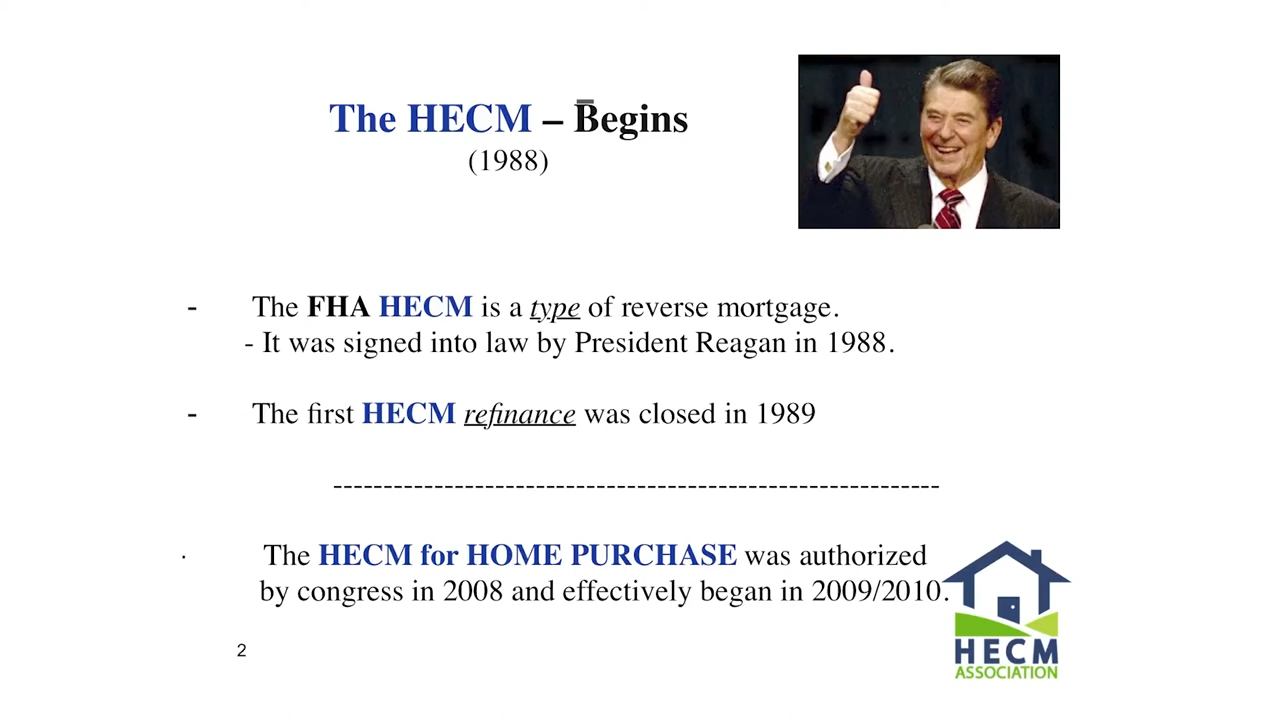 The HECM – Begins
(1988)
- The FHA HECM is a type of reverse mortgage.
- It was signed into law by President Reagan in 1988.
- The first HECM refinance was closed in 1989
------------------------------------------------------------
· The HECM for HOME PURCHASE was authorized
by congress in 2008 and effectively began in 2009/2010.
HECM
ASSOCIATION
2